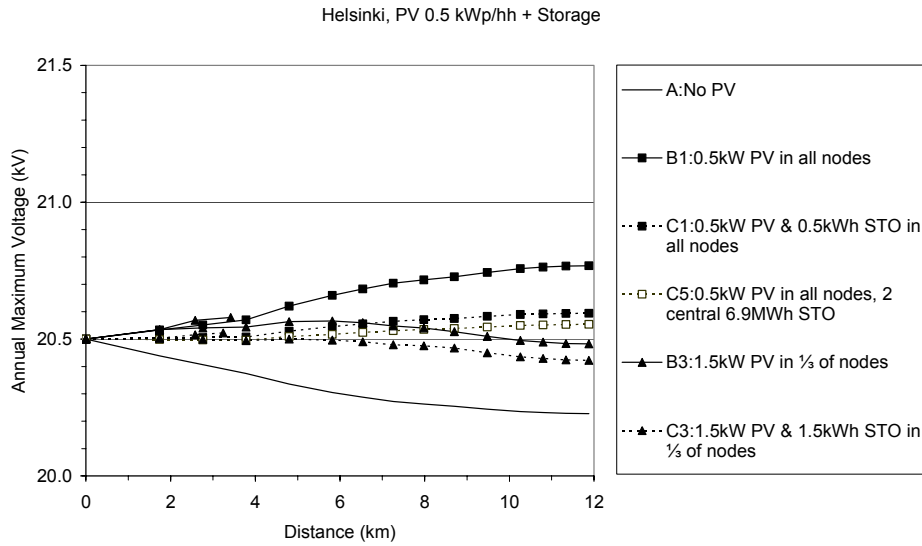 Helsinki, PV 0.5 kWp/hh + Storage
21.5
21.0
20.5
20.0
Annual Maximum Voltage (kV)
0
2
4
6
8
10
12
Distance (km)
A:No PV
B1:0.5kW PV in all nodes
C1:0.5kW PV & 0.5kWh STO in
all nodes
C5:0.5kW PV in all nodes, 2
central 6.9MWh STO
B3:1.5kW PV in ⅓ of nodes
C3:1.5kW PV & 1.5kWh STO in
⅓ of nodes